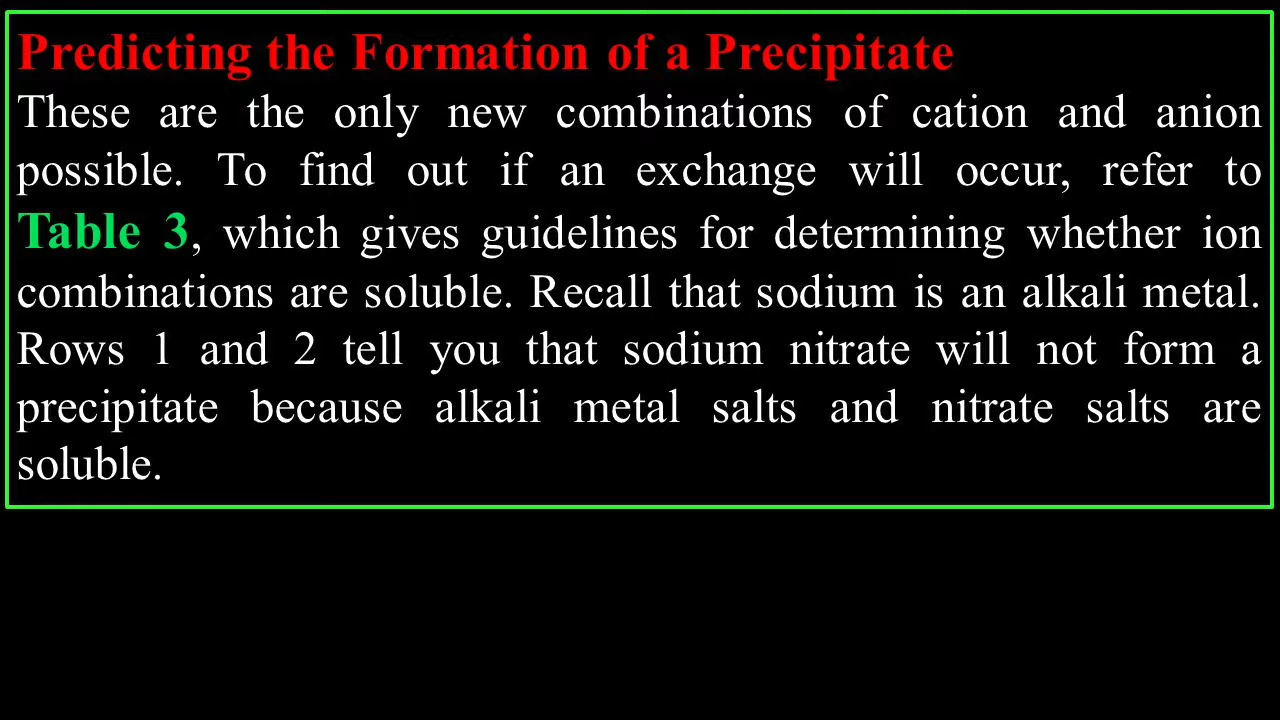 Predicting the Formation of a Precipitate
These are the only new combinations of cation and anion
possible. To find out if an exchange will occur, refer to
Table 3, which gives guidelines for determining whether ion
combinations are soluble. Recall that sodium is an alkali metal.
Rows 1 and 2 tell you that sodium nitrate will not form a
precipitate because alkali metal salts and nitrate salts are
soluble.